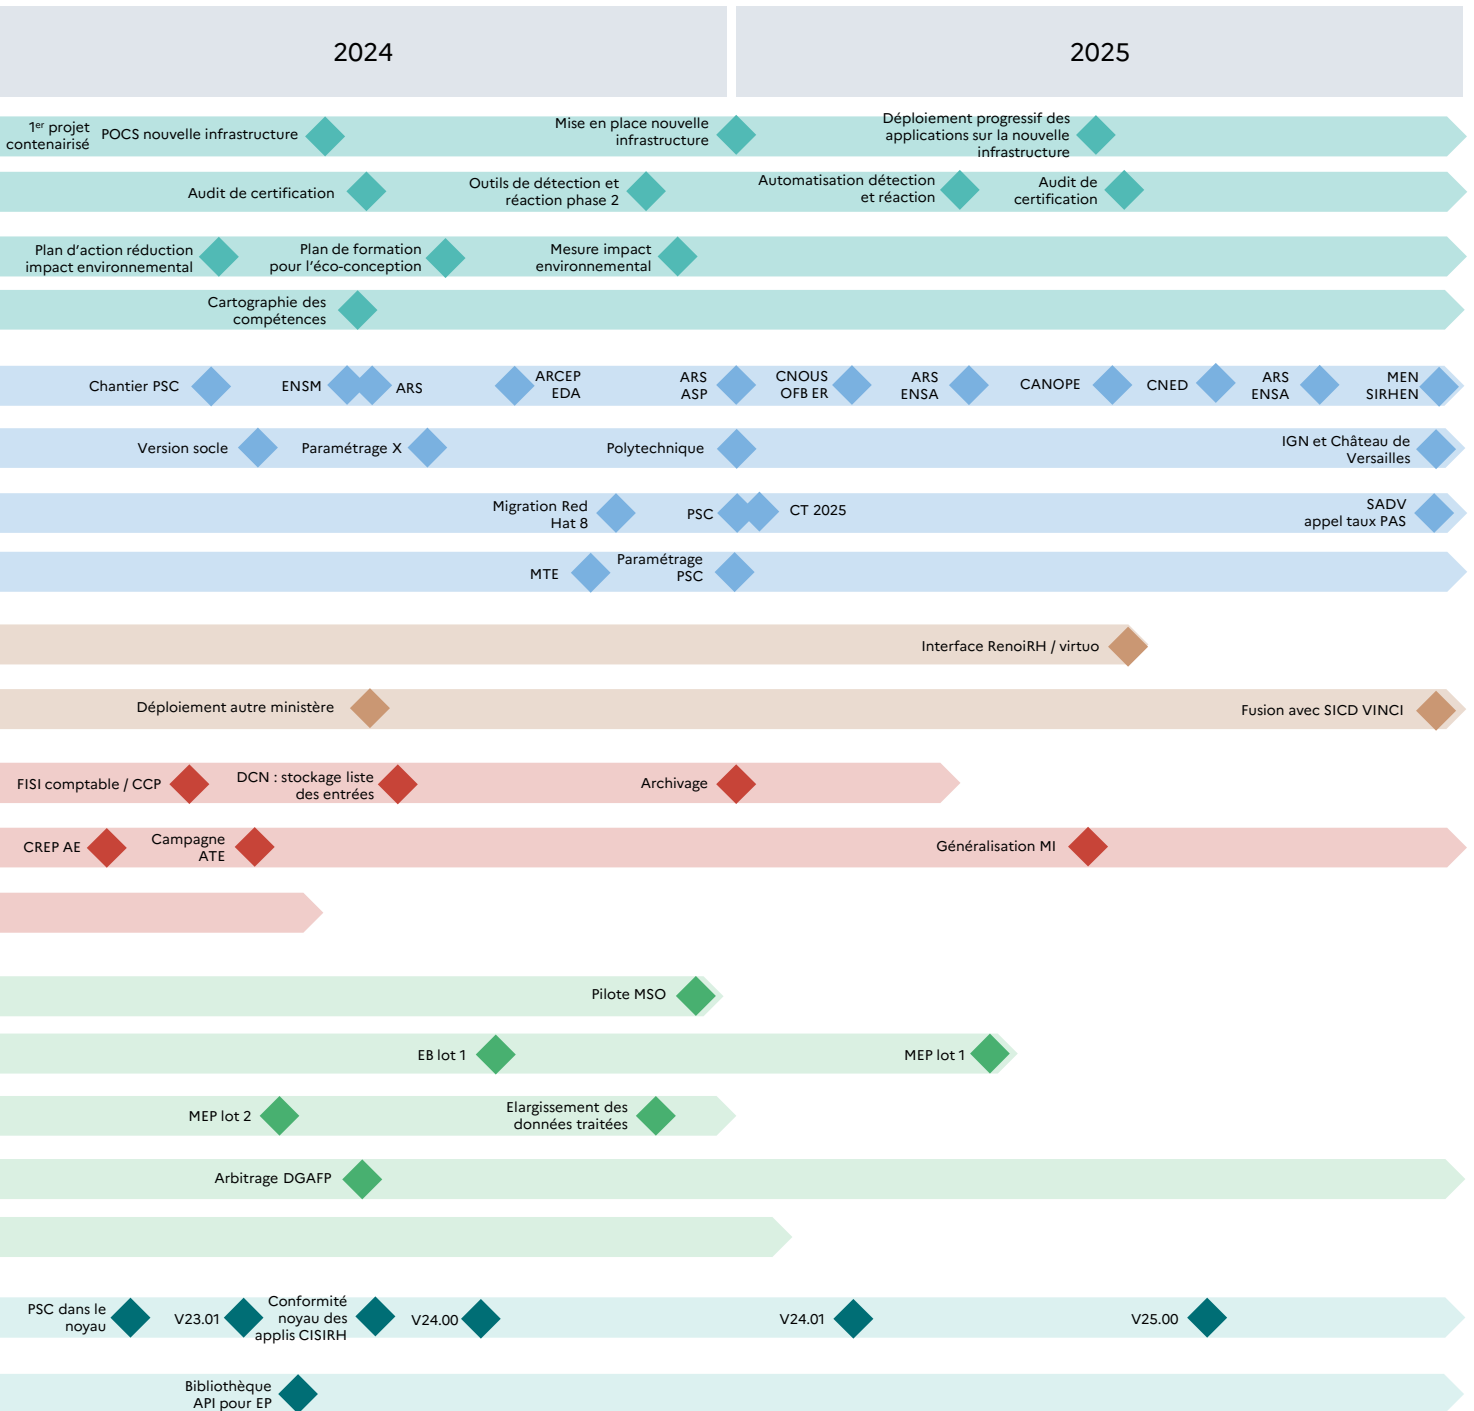 2024
2025
1er projet
contenairisé
POCS nouvelle infrastructure
Mise en place nouvelle
infrastructure
Déploiement progressif des
applications sur la nouvelle
infrastructure
Audit de certification
Outils de détection et
réaction phase 2
Automatisation détection
et réaction
Audit de
certification
Plan d'action réduction
impact environnemental
Plan de formation
pour l'éco-conception
Mesure impact
environnemental
Cartographie des
compétences
Chantier PSC
ENSM
ARS
ARCEP
EDA
ARS
ASP
CNOUS
OFB ER
ARS
ENSA
CANOPE
CNED
ARS
ENSA
MEN
SIRHEN
Version socle
Paramétrage X
Polytechnique
IGN et Château de
Versailles
Migration Red
Hat 8
PSC
CT 2025
SADV
appel taux PAS
MTE
Paramétrage
PSC
Interface RenoiRH / virtuo
Déploiement autre ministère
Fusion avec SICD VINCI
FISI comptable / CCP
DCN : stockage liste
des entrées
Archivage
CREP AE
Campagne
ATE
Généralisation MI
Pilote MSO
EB lot 1
MEP lot 1
MEP lot 2
Elargissement des
données traitées
Arbitrage DGAFP
PSC dans le
noyau
V23.01
Conformité
noyau des
applis CISIRH
V24.00
V24.01
V25.00
Bibliothèque
API pour EP